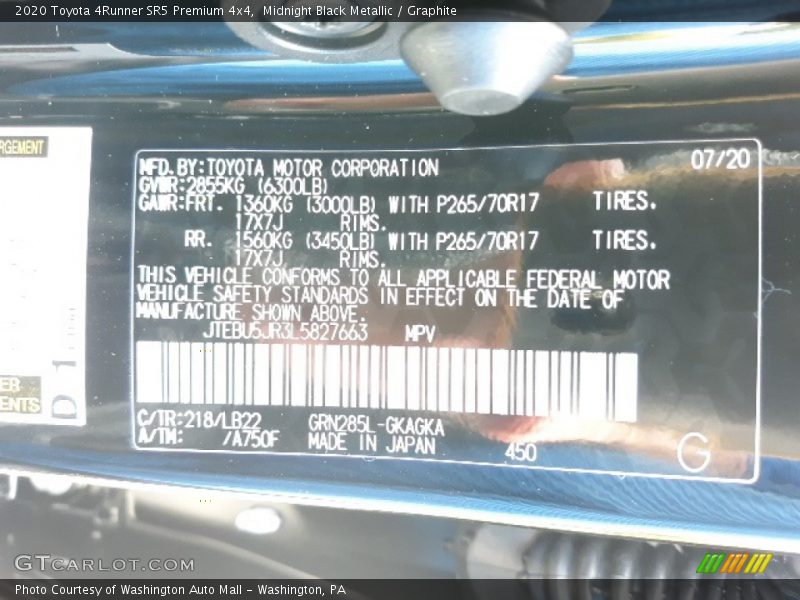 2020 Toyota 4Runner SR5 Premium 4x4, Midnight Black Metallic / Graphite
RGEMENT
MFD.BY:TOYOTA MOTOR CORPORATION 07/20
GVWR:2855KG (6300LB)
GAWR:FRT. 1360KG (3000LB) WITH P265/70R17 TIRES.
17X7J RIMS.
RR. 1560KG (3450LB) WITH P265/70R17 TIRES.
17X7J RIMS.
THIS VEHICLE CONFORMS TO ALL APPLICABLE FEDERAL MOTOR
VEHICLE SAFETY STANDARDS IN EFFECT ON THE DATE OF
MANUFACTURE SHOWN ABOVE.
JTEBU5JR3L5827663 MPV
ER
ENTS
D 1
C/TR:218/LB22 GRN285L-GKAGKA
A/TM: /A750F MADE IN JAPAN 450 G
GTCARLOT.COM
Photo Courtesy of Washington Auto Mall - Washington, PA